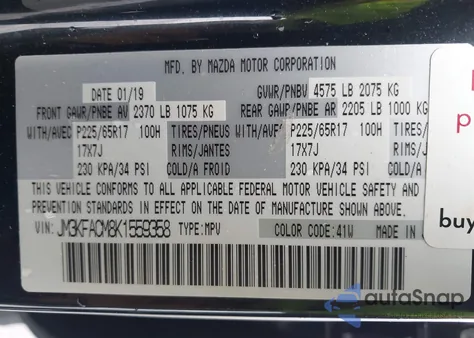 MFD. BY MAZDA MOTOR CORPORATION
DATE 01/19 GVWR/PNBV 4575 LB 2075 KG
FRONT GAWR/PNBE AV 2370 LB 1075 KG REAR GAWR/PNBE AR 2205 LB 1000 KG
WITH/AVEC P225/65R17 100H TIRES/PNEUS WITH/AVEC P225/65R17 100H TIRES/P
17X7J RIMS/JANTES 17X7J RIMS/J
230 KPA/34 PSI COLD/A FROID 230 KPA/34 PSI COLD/A
THIS VEHICLE CONFORMS TO ALL APPLICABLE FEDERAL MOTOR VEHICLE SAFETY AND
PREVENTION STANDARDS IN EFFECT ON THE DATE OF MANUFACTURE SHOWN ABOVE.
VIN: JM3KFACM8K1559358 TYPE:MPV COLOR CODE:41W MADE IN
p
buy
autoSnap